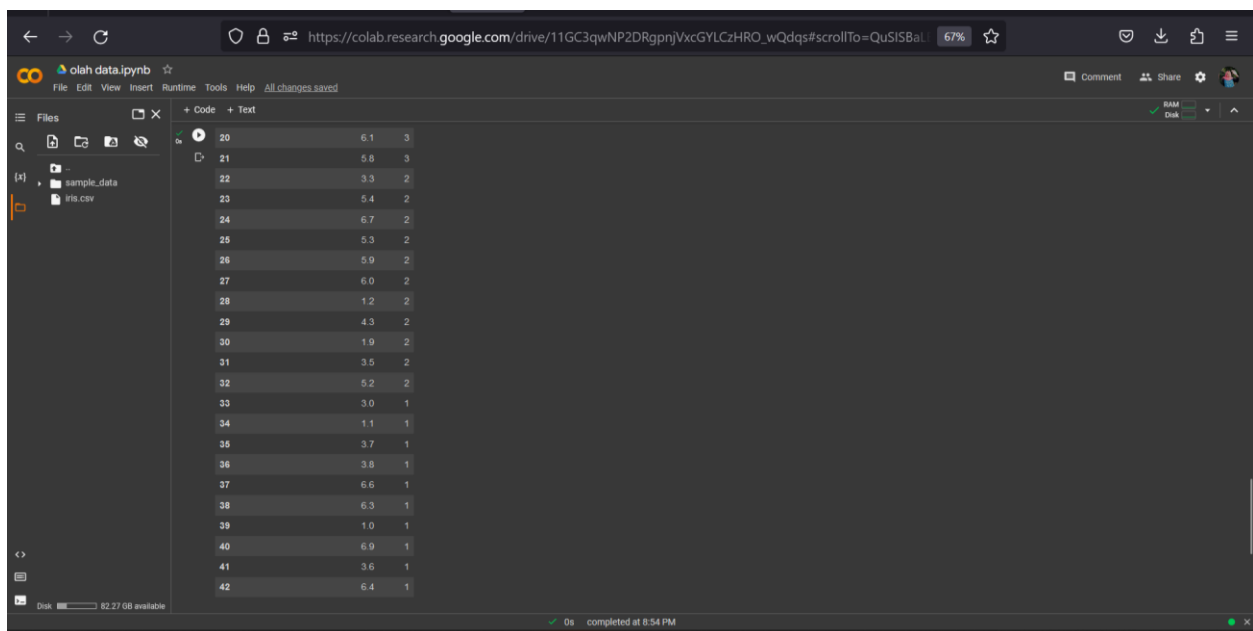 https://colab.research.google.com/drive/11GC3qwNP2DRgpnjVxcGYLCzHRO_wQdqs#scrollTo=QuSISBaL 67%
CO olah data.ipynb
File Edit View Insert Runtime Tools Help All changes saved
Comment Share
Files
+ Code + Text
RAM
Disk
..
sample_data
iris.csv
{x}
0s
20 6.1 3
21 5.8 3
22 3.3 2
23 5.4 2
24 6.7 2
25 5.3 2
26 5.9 2
27 6.0 2
28 1.2 2
29 4.3 2
30 1.9 2
31 3.5 2
32 5.2 2
33 3.0 1
34 1.1 1
35 3.7 1
36 3.8 1
37 6.6 1
38 6.3 1
39 1.0 1
40 6.9 1
41 3.6 1
42 6.4 1
<>
Disk 82.27 GB available
0s completed at 8:54 PM